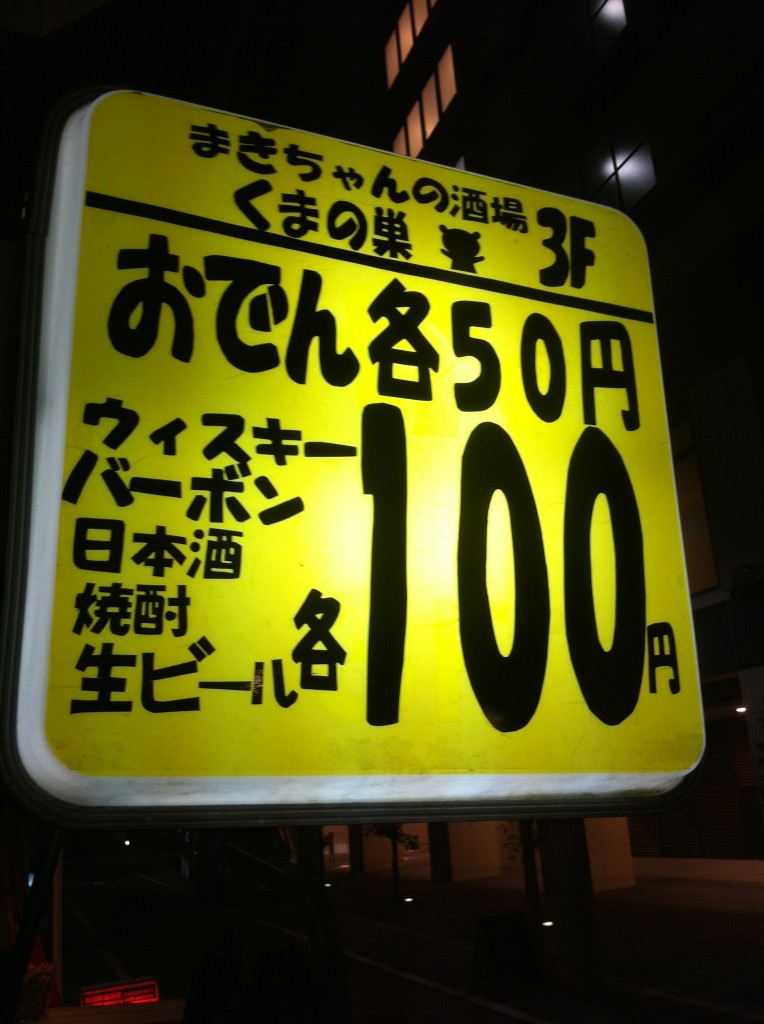 まきちゃんの酒場
くまの巣 3F
おでん各50円
ウィスキー
バーボン
日本酒
焼酎
生ビール 各100円